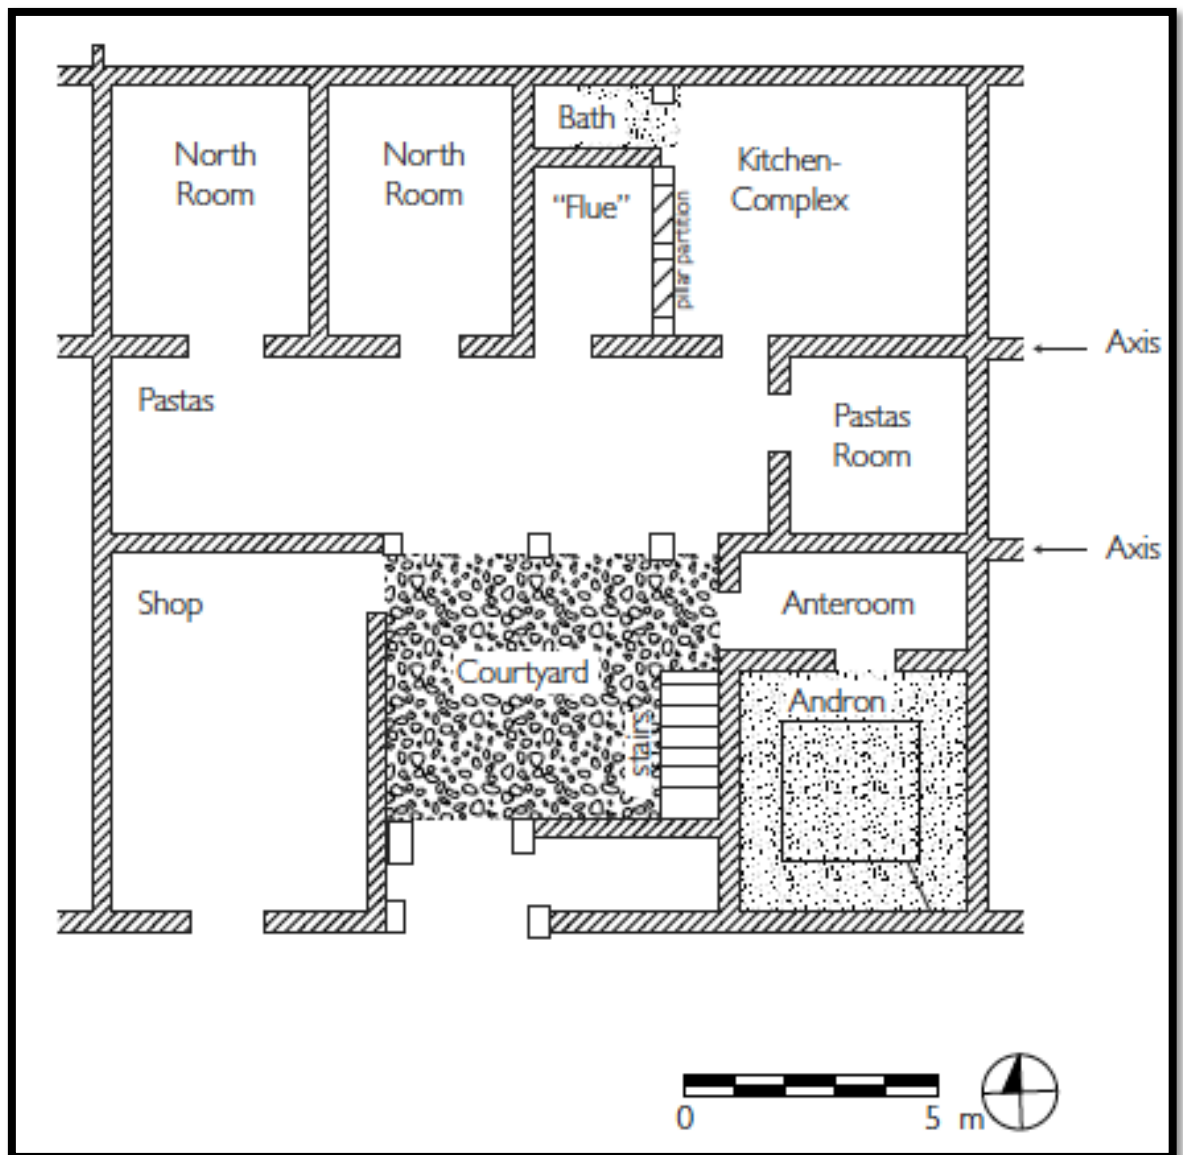 Bath
North
Room
North
Room
Kitchen-
Complex
“Flue”
pillar partition
Axis
Pastas
Pastas
Room
Axis
Shop
Anteroom
Courtyard
Andron
stairs
0 5 m